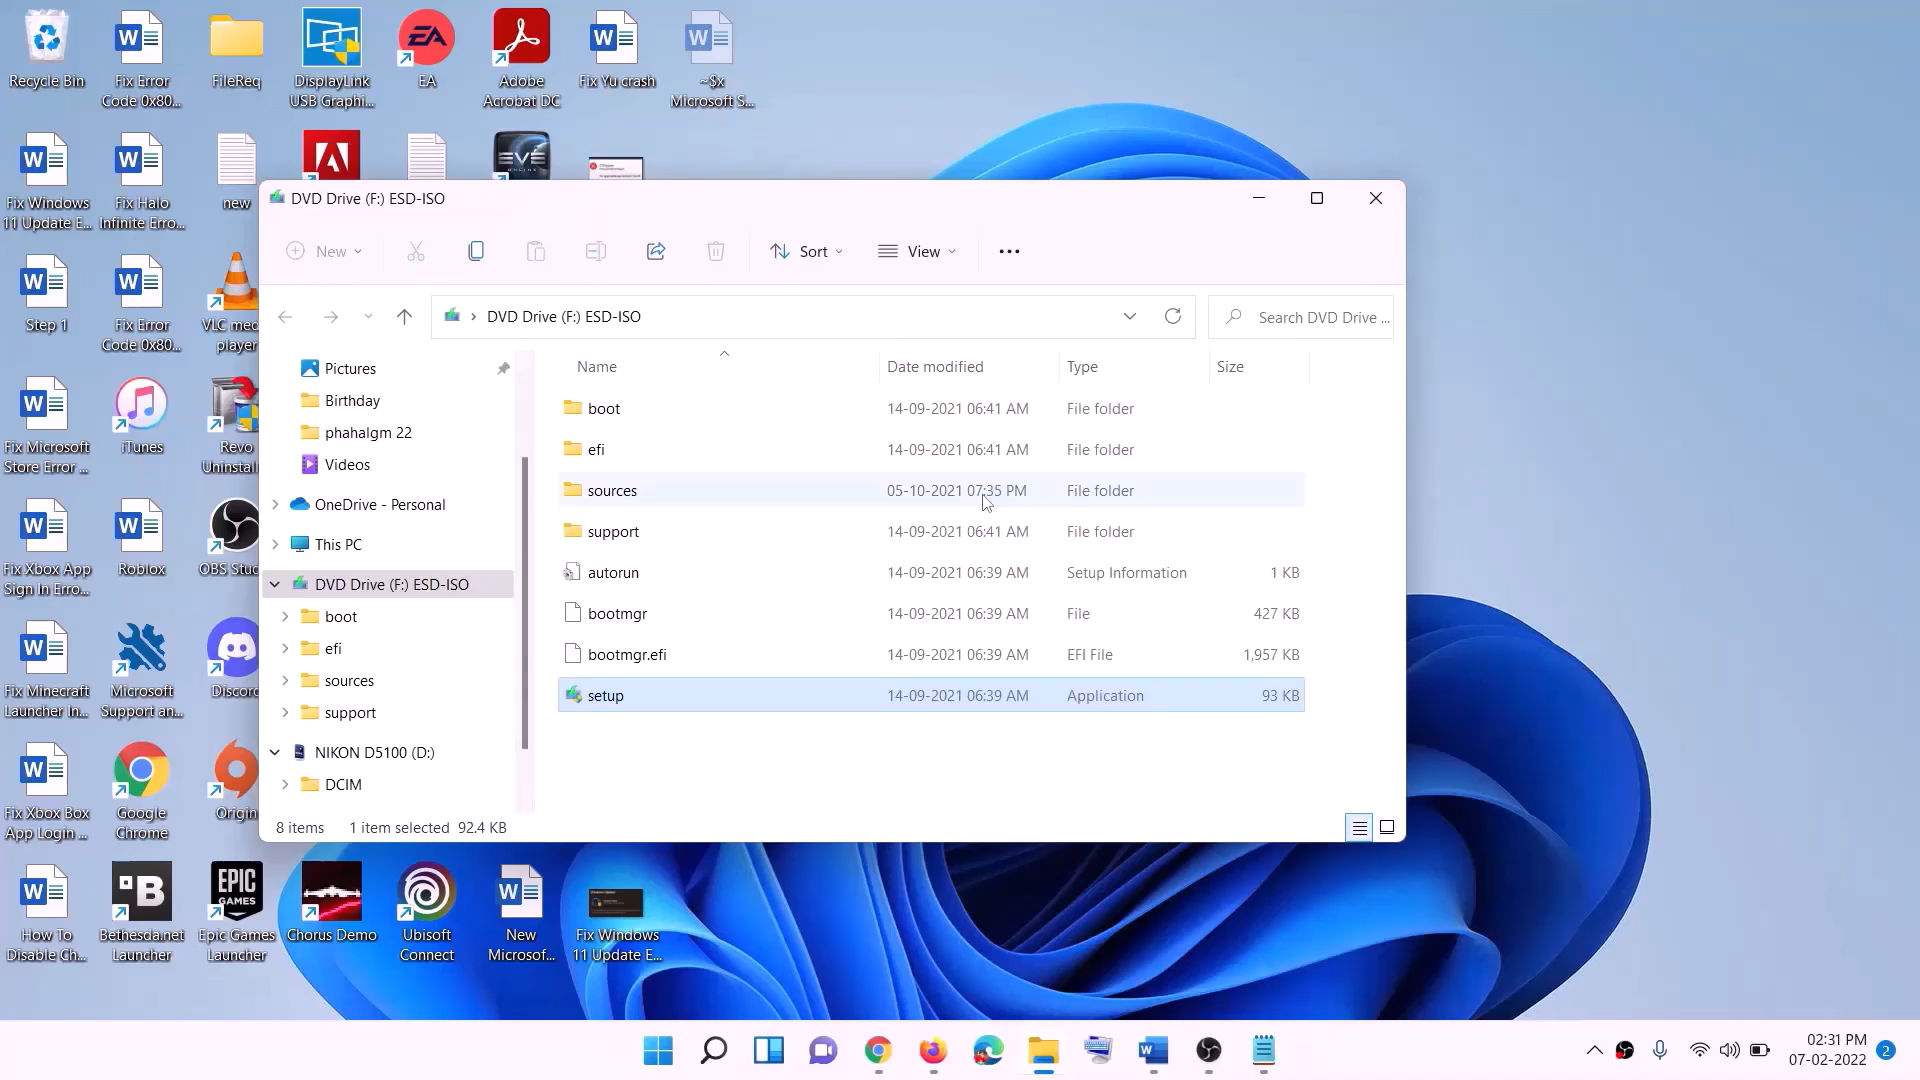 Recycle Bin
Fix Error
Code 0x80...
FileReq
DisplayLink
USB Graphi...
EA
Adobe
Acrobat DC
Fix Yu crash
~$x
Microsoft S...
Fix Windows
11 Update E...
Fix Halo
Infinite Erro...
new
EVE
ONLINE
Step 1
Fix Error
Code 0x80...
VLC med
player
Fix Microsoft
Store Error ...
iTunes
Revo
Uninstall
Fix Xbox App
Sign In Erro...
Roblox
OBS Stud
Fix Minecraft
Launcher In...
Microsoft
Support an...
Discord
Fix Xbox Box
App Login ...
Google
Chrome
Origin
How To
Disable Ch...
Bethesda.net
Launcher
EPIC
GAMES
Epic Games
Launcher
Chorus Demo
Ubisoft
Connect
New
Microsof...
Fix Windows
11 Update E...
DVD Drive (F:) ESD-ISO
New
Sort
View
DVD Drive (F:) ESD-ISO
Search DVD Drive ...
Pictures
Birthday
phahalgm 22
Videos
OneDrive - Personal
This PC
DVD Drive (F:) ESD-ISO
boot
efi
sources
support
NIKON D5100 (D:)
DCIM
Name Date modified Type Size
boot 14-09-2021 06:41 AM File folder
efi 14-09-2021 06:41 AM File folder
sources 05-10-2021 07:35 PM File folder
support 14-09-2021 06:41 AM File folder
autorun 14-09-2021 06:39 AM Setup Information 1 KB
bootmgr 14-09-2021 06:39 AM File 427 KB
bootmgr.efi 14-09-2021 06:39 AM EFI File 1,957 KB
setup 14-09-2021 06:39 AM Application 93 KB
8 items 1 item selected 92.4 KB
02:31 PM
07-02-2022
2